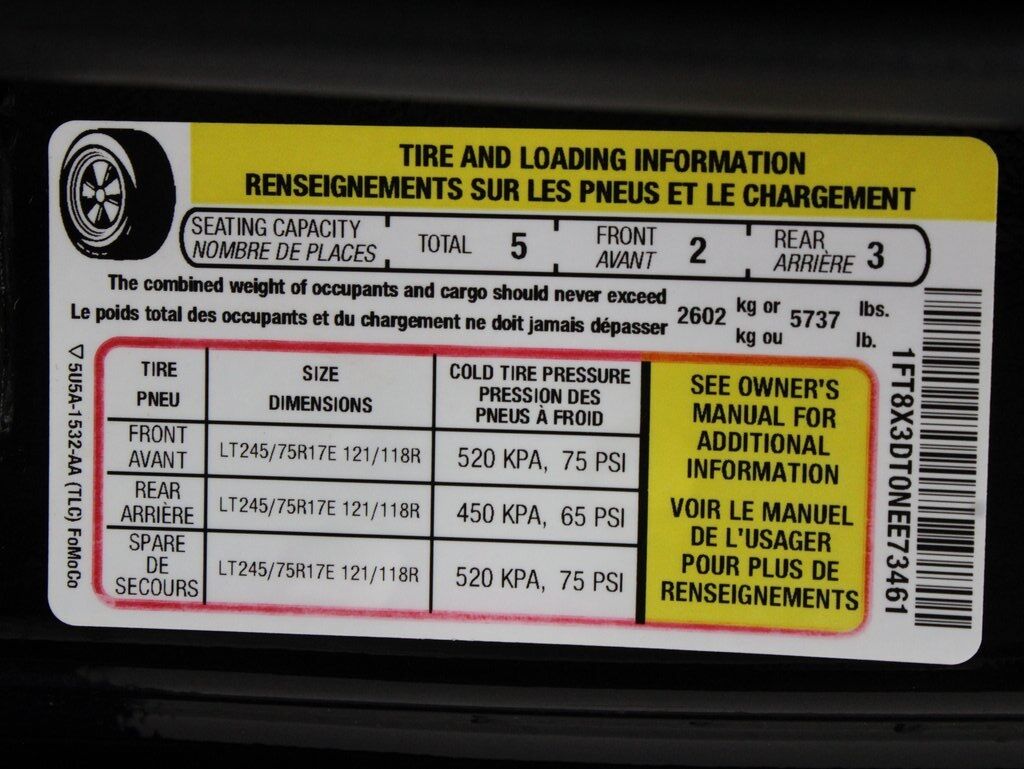 TIRE AND LOADING INFORMATION
RENSEIGNEMENTS SUR LES PNEUS ET LE CHARGEMENT
SEATING CAPACITY
NOMBRE DE PLACES
TOTAL 5
FRONT
AVANT
2
REAR
ARRIÈRE
3
The combined weight of occupants and cargo should never exceed
Le poids total des occupants et du chargement ne doit jamais dépasser
2602
kg or
kg ou
5737
lbs.
lb.
TIRE
PNEU
SIZE
DIMENSIONS
COLD TIRE PRESSURE
PRESSION DES
PNEUS À FROID
FRONT
AVANT
LT245/75R17E 121/118R
520 KPA, 75 PSI
REAR
ARRIÈRE
LT245/75R17E 121/118R
450 KPA, 65 PSI
SPARE
DE
SECOURS
LT245/75R17E 121/118R
520 KPA, 75 PSI
SEE OWNER'S
MANUAL FOR
ADDITIONAL
INFORMATION
VOIR LE MANUEL
DE L'USAGER
POUR PLUS DE
RENSEIGNEMENTS
5U5A-1532-AA (TLC) FoMoCo
1FT8X3DT0NEE73461